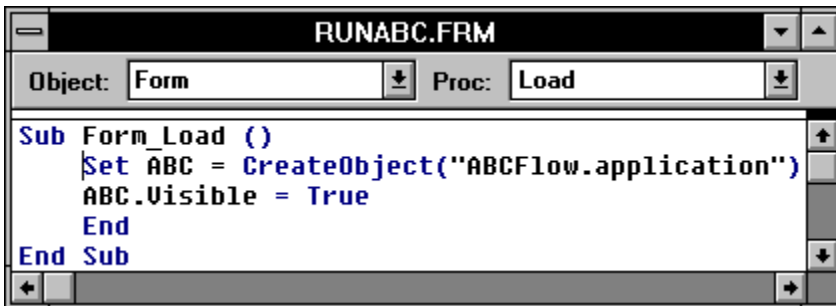 RUNABC.FRM
Object: Form Proc: Load
Sub Form_Load ()
Set ABC = CreateObject("ABCFlow.application")
ABC.Visible = True
End
End Sub